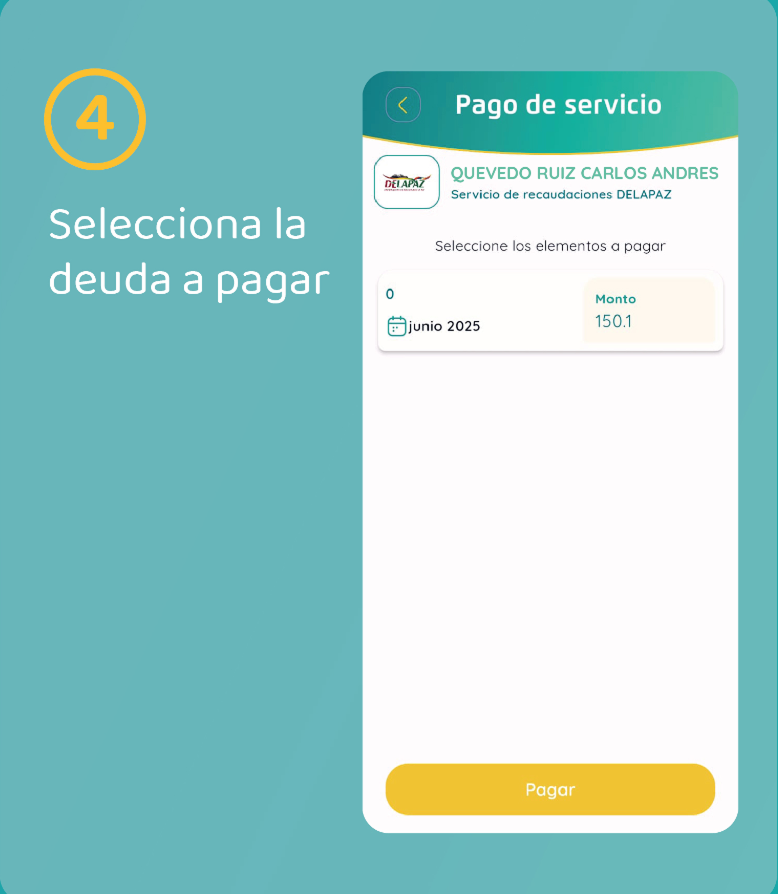 4
Selecciona la
deuda a pagar
Pago de servicio
DELAPAZ
QUEVEDO RUIZ CARLOS ANDRES
Servicio de recaudaciones DELAPAZ
Seleccione los elementos a pagar
0
junio 2025
Monto
150.1
Pagar